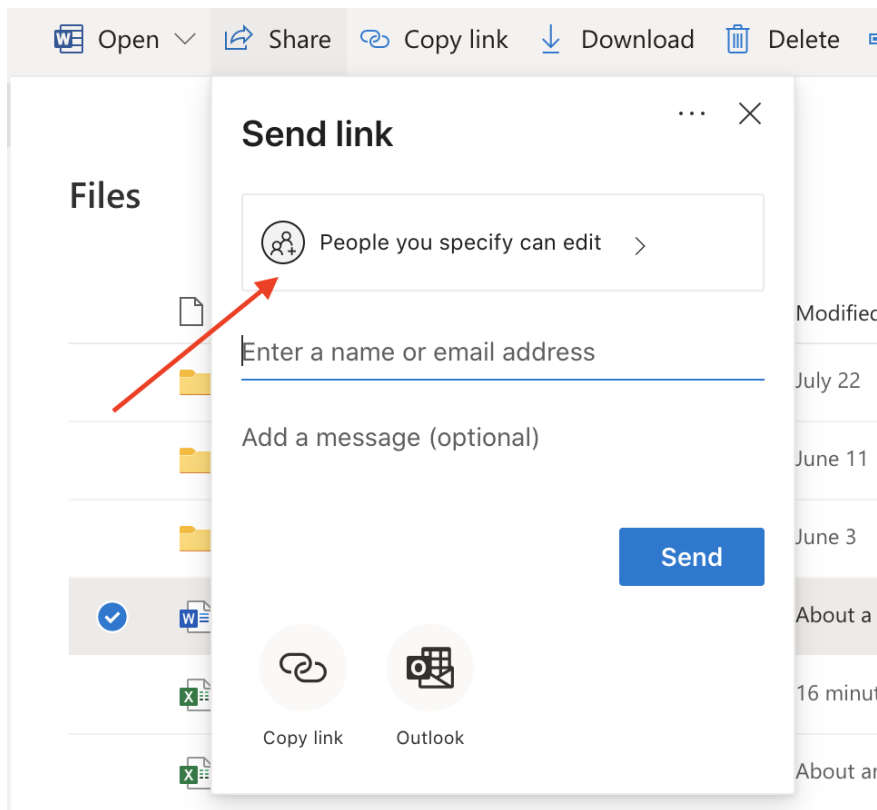 Open Share Copy link Download Delete
Send link
Files
People you specify can edit
Modified
Enter a name or email address
July 22
Add a message (optional)
June 11
June 3
Send
W
About a
X
16 minut
O
Copy link Outlook
X
About a